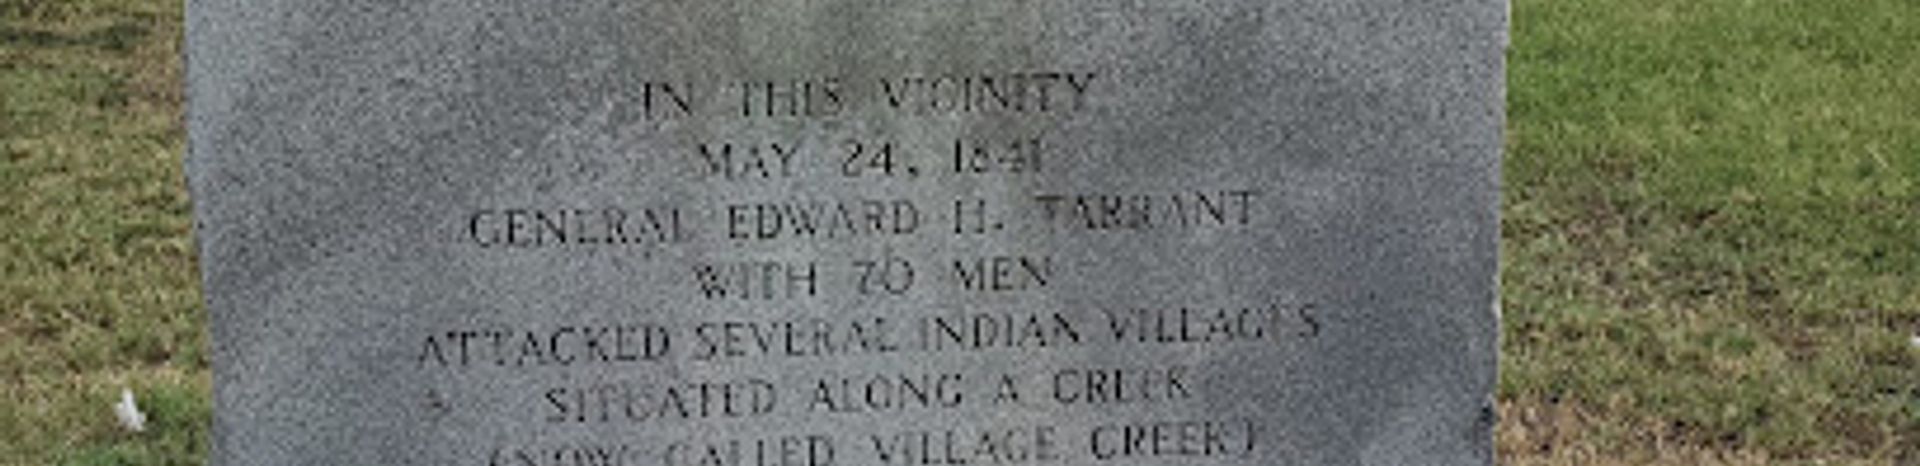 IN THIS VICINITY
MAY 24, 1841
GENERAL EDWARD H. TARRANT
WITH 70 MEN
ATTACKED SEVERAL INDIAN VILLAGES
SITUATED ALONG A CREEK
(NOW CALLED VILLAGE CREEK)